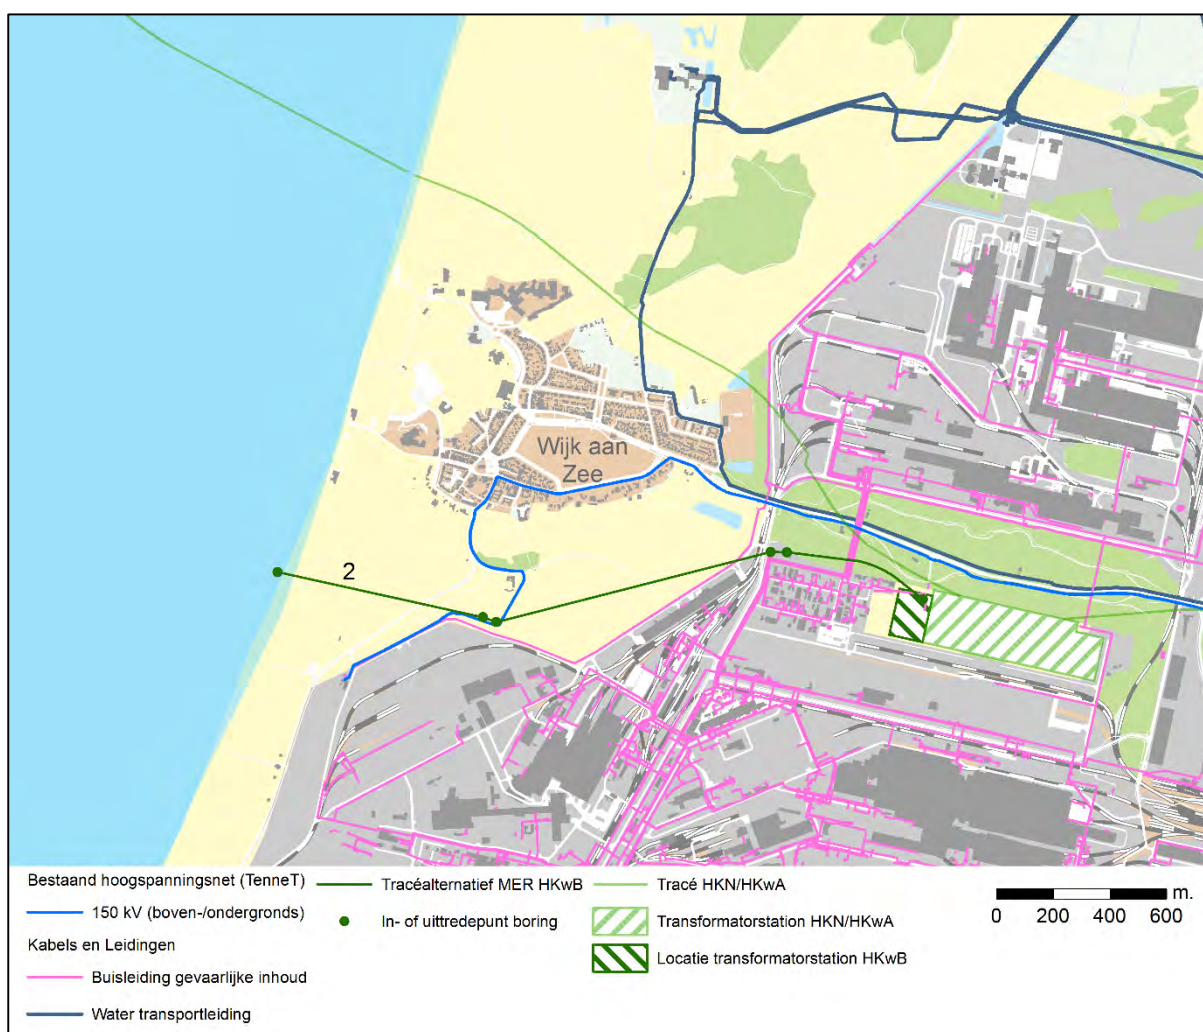 Wijk aan
Zee
2
Bestaand hoogspanningsnet (TenneT)
150 kV (boven-/ondergronds)
Kabels en Leidingen
Buisleiding gevaarlijke inhoud
Water transportleiding
Tracéalternatief MER HKwB
In- of uittredepunt boring
Tracé HKN/HKwA
Transformatorstation HKN/HKwA
Locatie transformatorstation HKwB
m.
0 200 400 600